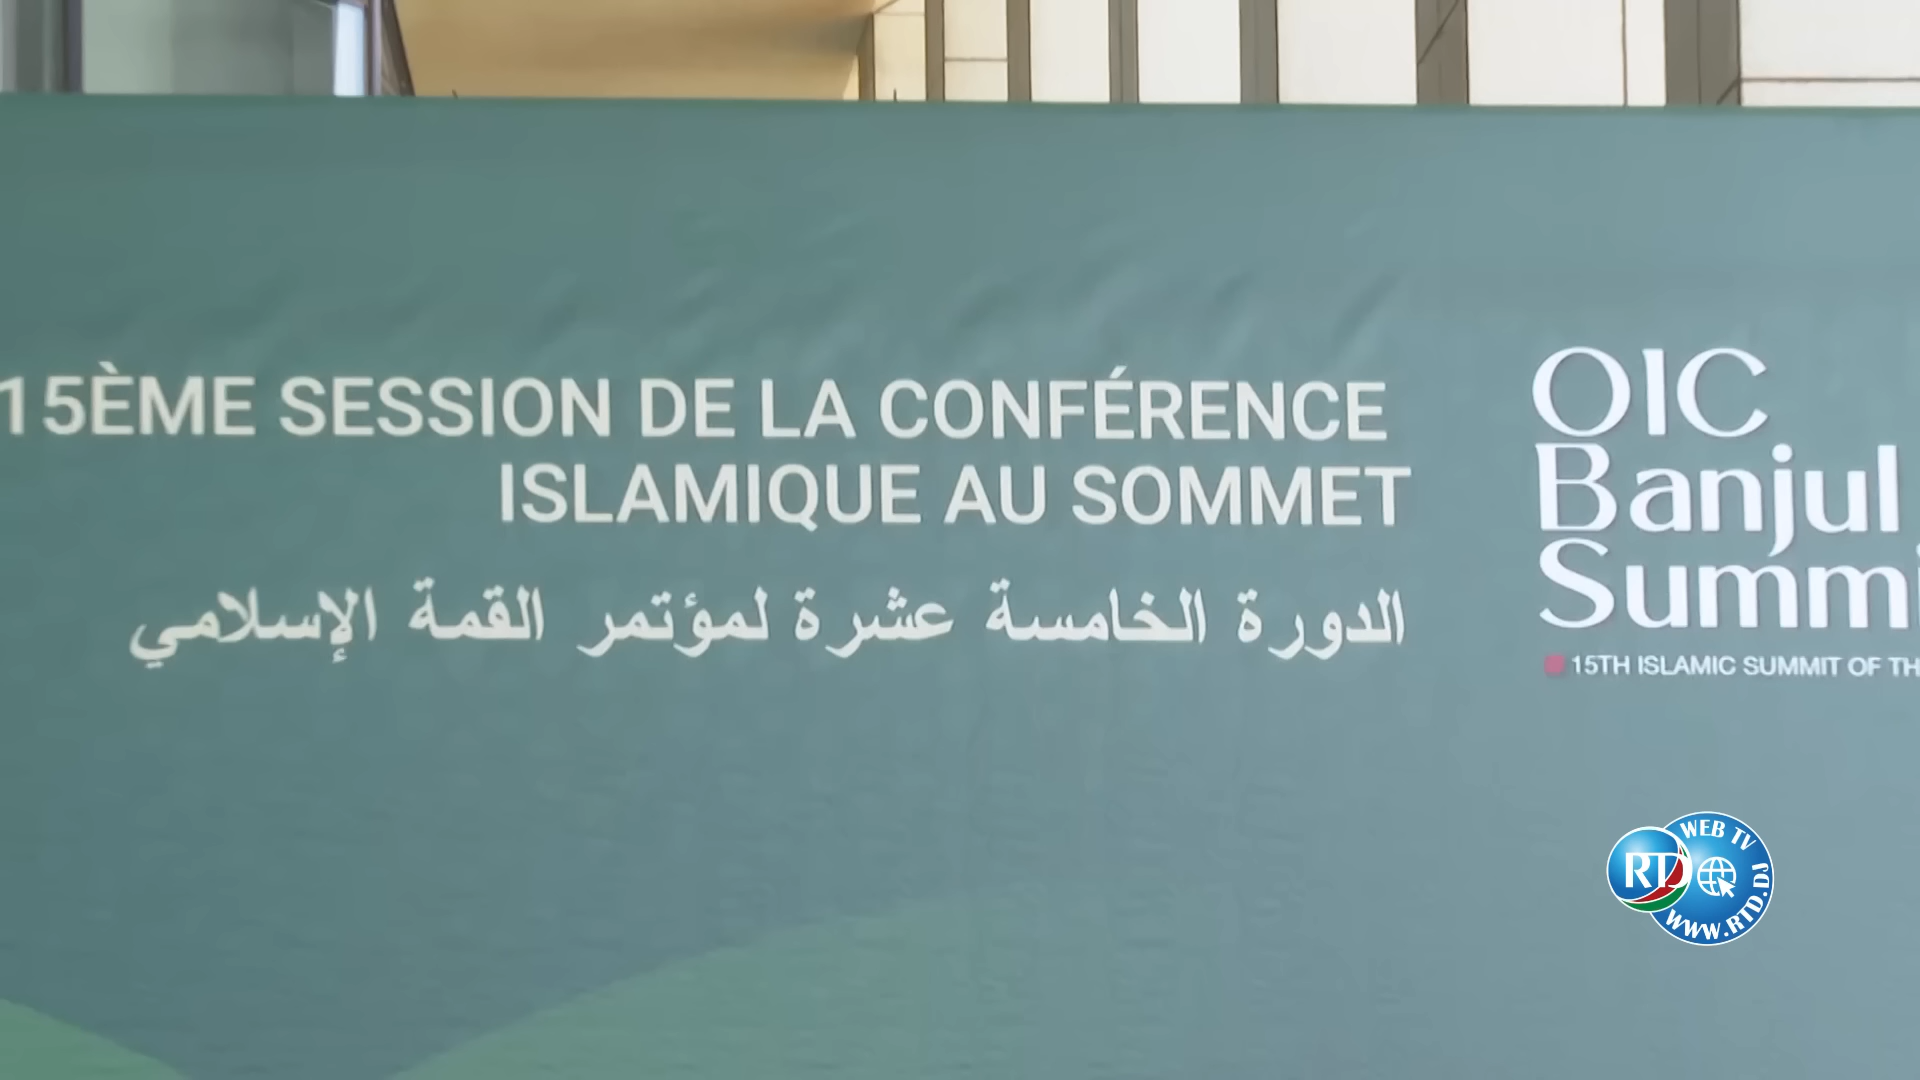 15ÈME SESSION DE LA CONFÉRENCE
ISLAMIQUE AU SOMMET
الدورة الخامسة عشرة لمؤتمر القمة الإسلامي
OIC
Banjul
Summi
15TH ISLAMIC SUMMIT OF TH
WEB TV
RTD
WWW.RTD.DJ